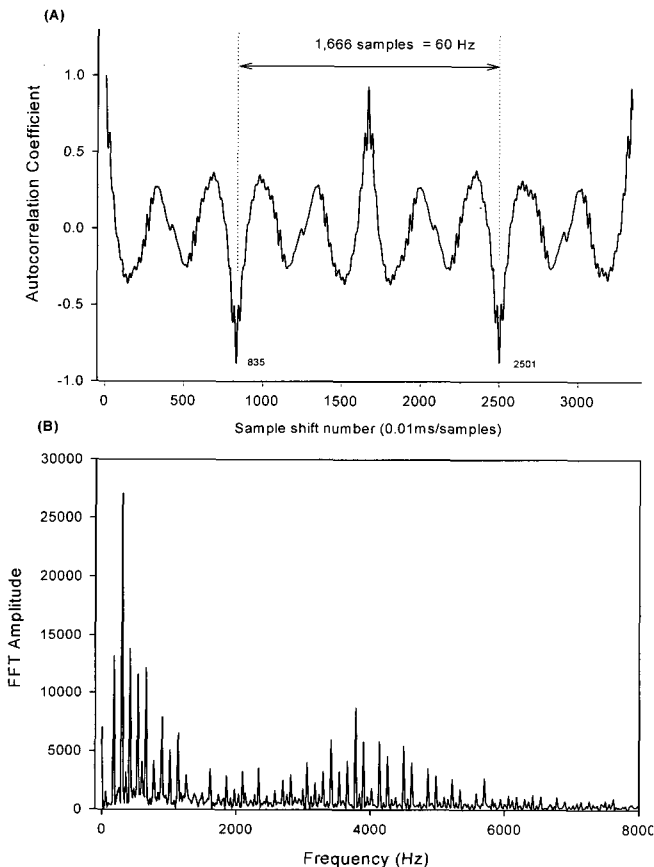 (A)
1,666 samples = 60 Hz
1.0
0.5
0.0
-0.5
-1.0
Autocorrelation Coefficient
835
2501
0 500 1000 1500 2000 2500 3000
Sample shift number (0.01ms/samples)
(B)
30000
25000
20000
15000
10000
5000
0
FFT Amplitude
0 2000 4000 6000 8000
Frequency (Hz)